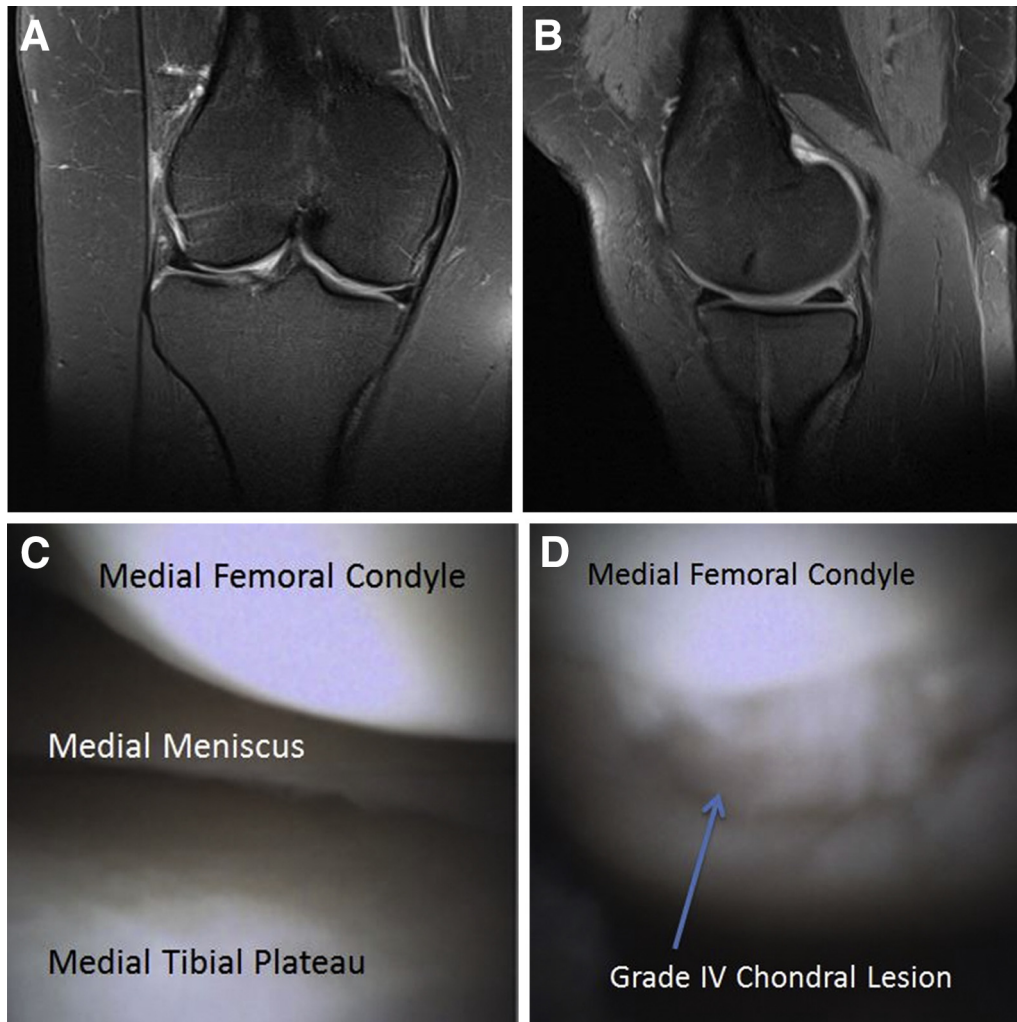 A
B
C
Medial Femoral Condyle
Medial Meniscus
Medial Tibial Plateau
D
Medial Femoral Condyle
Grade IV Chondral Lesion